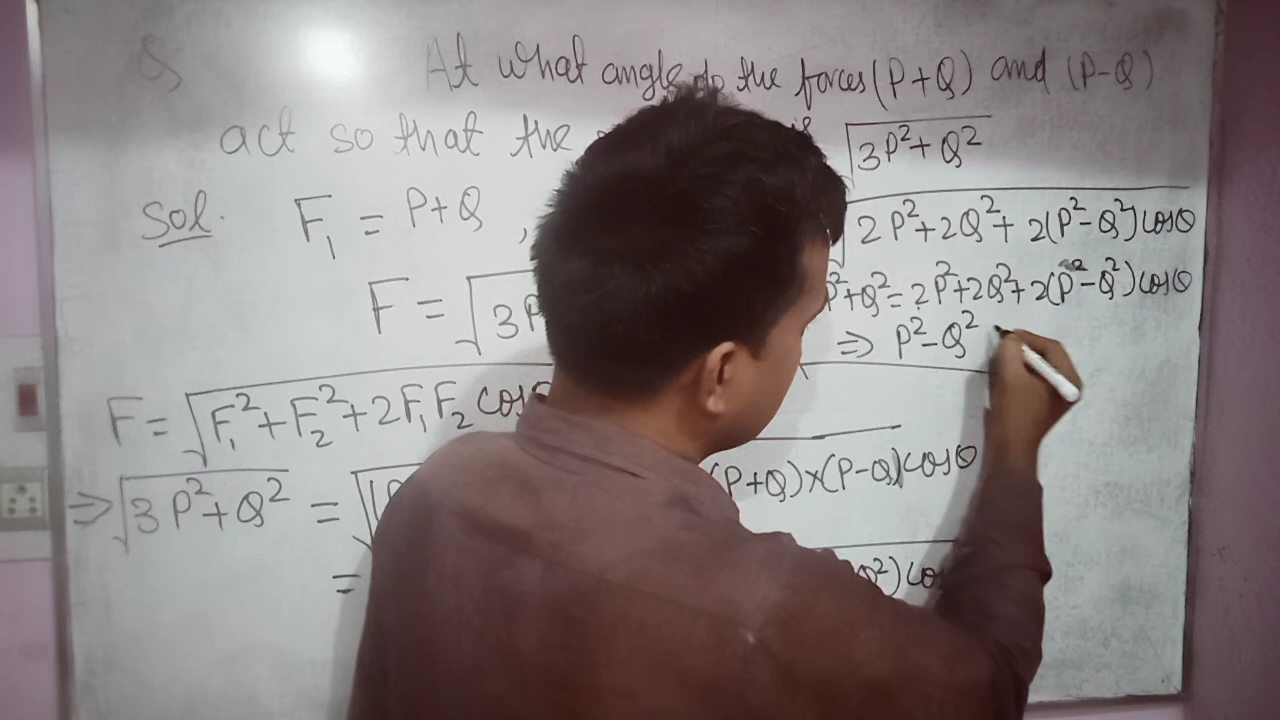 Q At what angle do the forces (P+Q) and (P-Q)
act so that the √3P²+Q²
Sol. F₁ = P+Q ,
F = √3P
F = √F₁²+F₂²+2F₁F₂ cos
⇒ √3P²+Q² = √ (P+Q)×(P-Q)cosθ
= Q²)co
√2P²+2Q²+2(P²-Q²)cosθ
P²+Q²=2P²+2Q²+2(P²-Q²)cosθ
⇒ P²-Q²